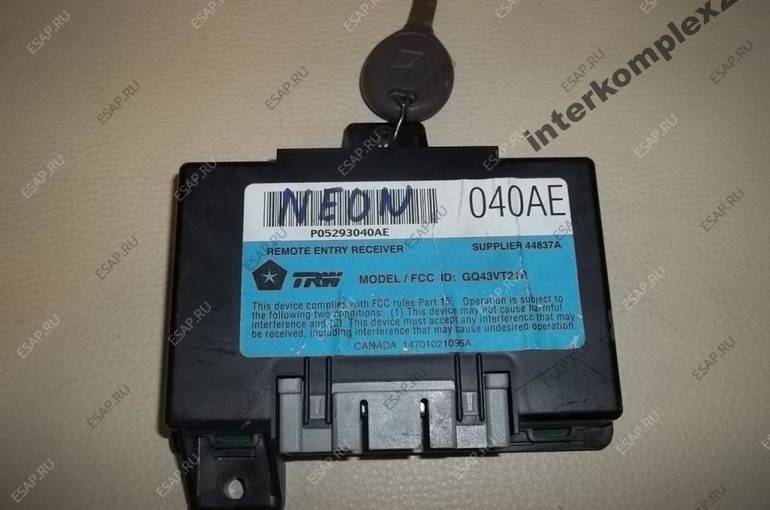 interkomplex2
NEON
040AE
P05293040AE
REMOTE ENTRY RECEIVER SUPPLIER 44837A
TRW MODEL / FCC ID: GQ43VT21R
This device complies with FCC rules Part 15. Operation is subject to
the following two conditions: (1) This device may not cause harmful
interference and (2) This device must accept any interference that may
be received, including interference that may cause undesired operation.
CANADA 14701021096A
ESAP.RU